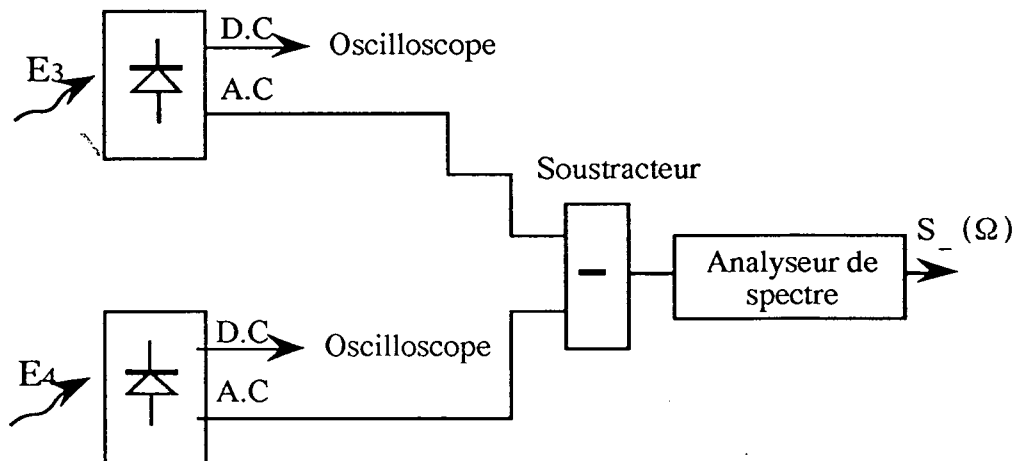 D.C
Oscilloscope
E3
A.C
Soustracteur
S_ (Ω)
Analyseur de
spectre
D.C
Oscilloscope
E4
A.C